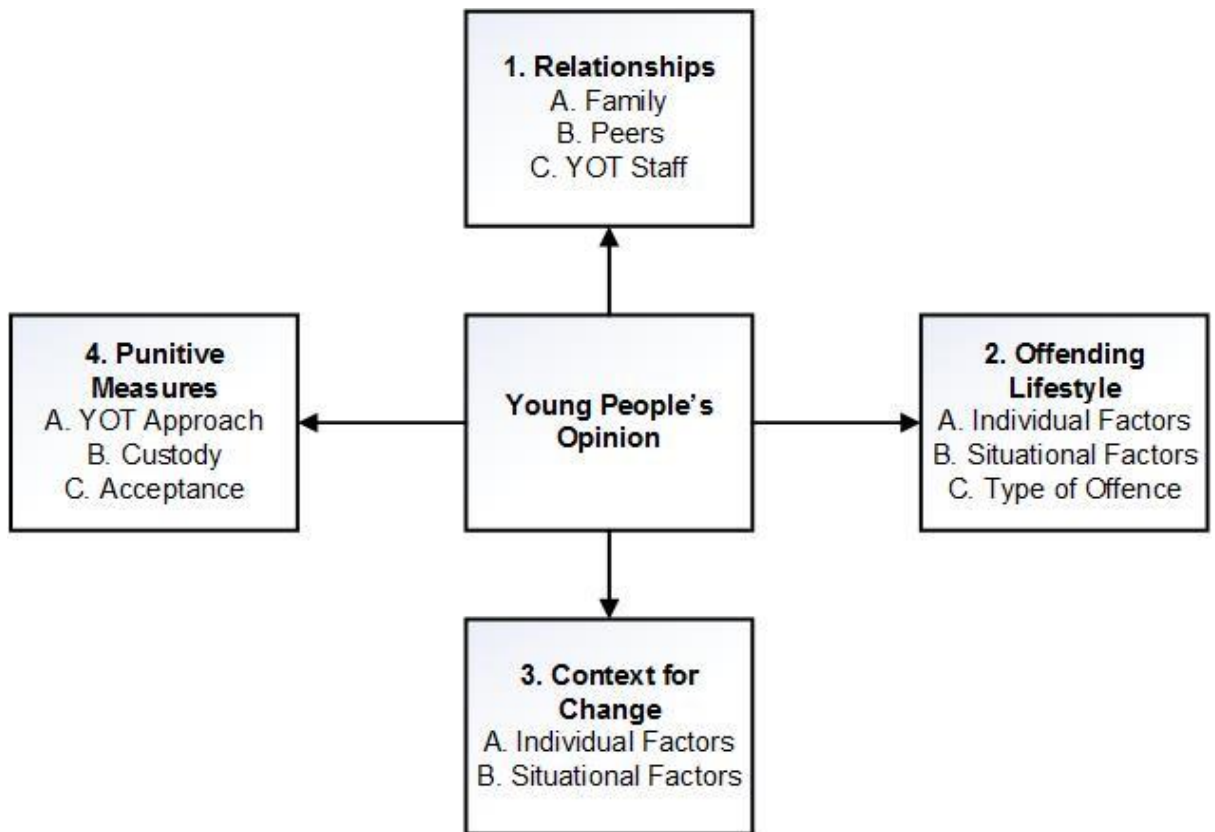 1. Relationships
A. Family
B. Peers
C. YOT Staff
4. Punitive
Measures
A. YOT Approach
B. Custody
C. Acceptance
Young People's
Opinion
2. Offending
Lifestyle
A. Individual Factors
B. Situational Factors
C. Type of Offence
3. Context for
Change
A. Individual Factors
B. Situational Factors